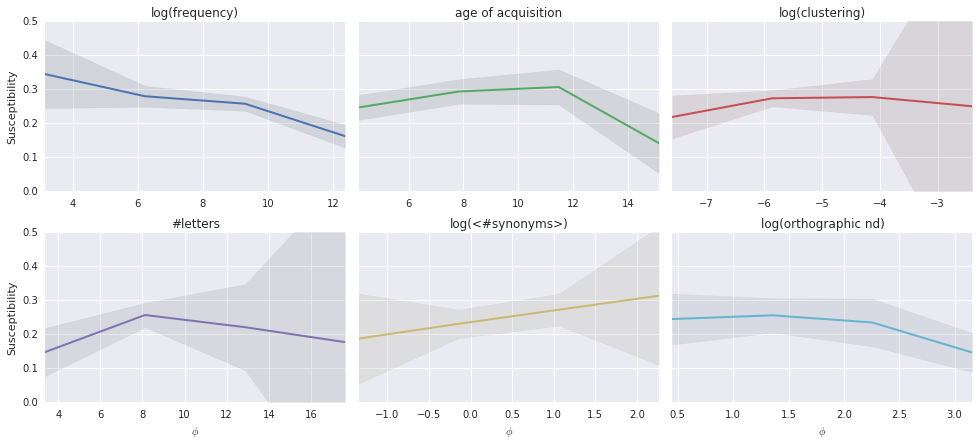 log(frequency) age of acquisition log(clustering)
Susceptibility
0.5
0.4
0.3
0.2
0.1
0.0
4 6 8 10 12
6 8 10 12 14
−7 −6 −5 −4 −3
#letters log(<#synonyms>) log(orthographic nd)
Susceptibility
0.5
0.4
0.3
0.2
0.1
0.0
4 6 8 10 12 14 16
−1.0 −0.5 0.0 0.5 1.0 1.5 2.0
0.5 1.0 1.5 2.0 2.5 3.0
ϕ ϕ ϕ